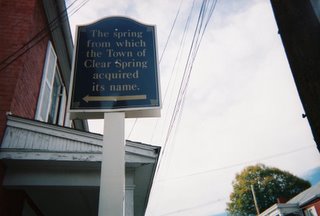 The spring
from which
the Town of
Clear Spring
acquired
its name.